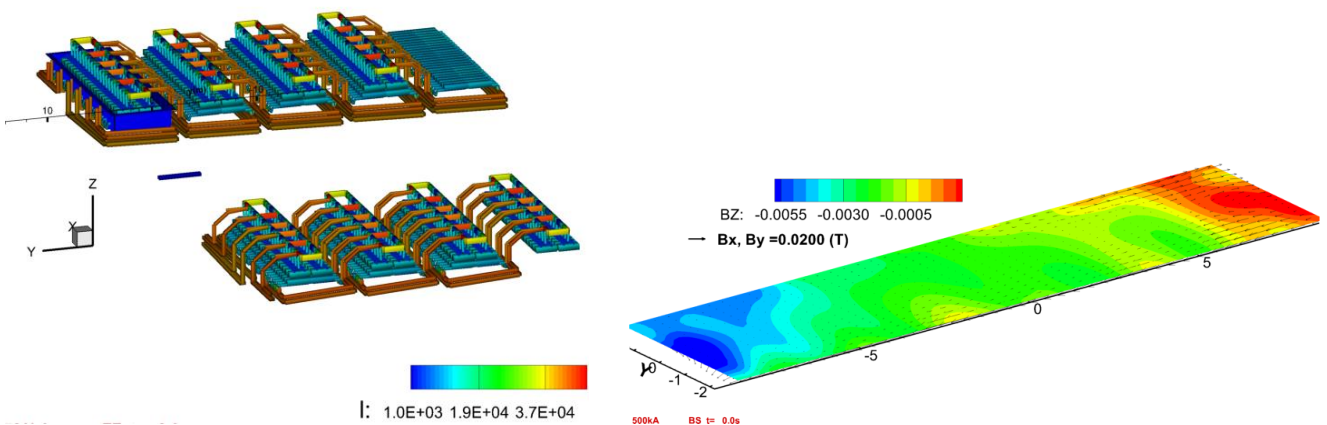 10
10
Z
X
Y
I: 1.0E+03 1.9E+04 3.7E+04
BZ: -0.0055 -0.0030 -0.0005
Bx, By =0.0200 (T)
5
0
-5
Y
0
-1
-2
500kA BS t= 0.0s